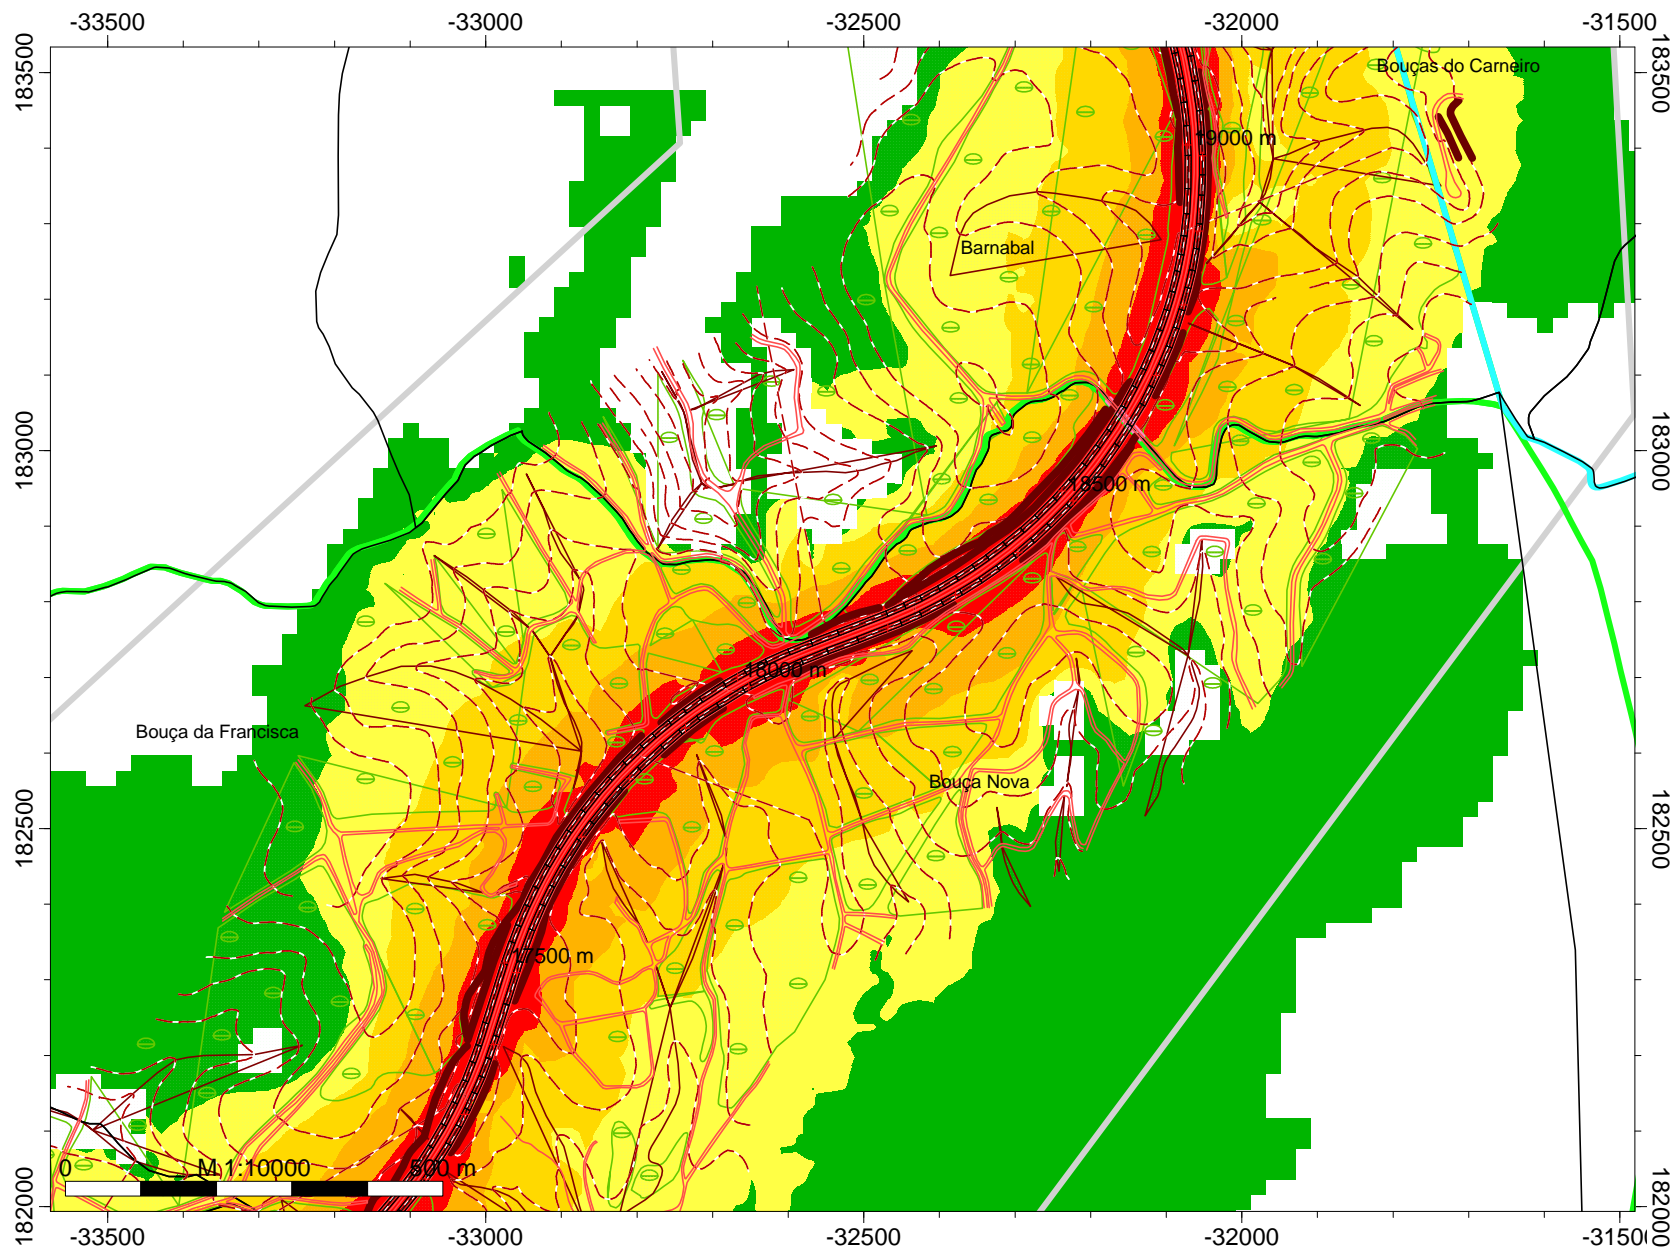 -33500 -33000 -32500 -32000 -31500
183500 183500
Bouças do Carneiro
19000 m
Barnabal
183000 183000
18500 m
18000 m
Bouça da Francisca
Bouça Nova
182500 182500
17500 m
0 M 1:10000 500 m
182000 182000
-33500 -33000 -32500 -32000 -31500